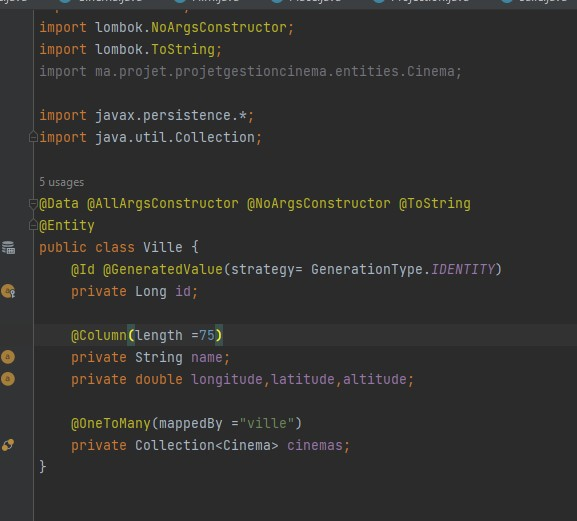 import lombok.NoArgsConstructor;
import lombok.ToString;
import ma.projet.projetgestioncinema.entities.Cinema;
import javax.persistence.*;
import java.util.Collection;
5 usages
@Data @AllArgsConstructor @NoArgsConstructor @ToString
@Entity
public class Ville {
@Id @GeneratedValue(strategy= GenerationType.IDENTITY)
private Long id;
@Column(length =75)
private String name;
private double longitude,latitude,altitude;
@OneToMany(mappedBy ="ville")
private Collection<Cinema> cinemas;
}